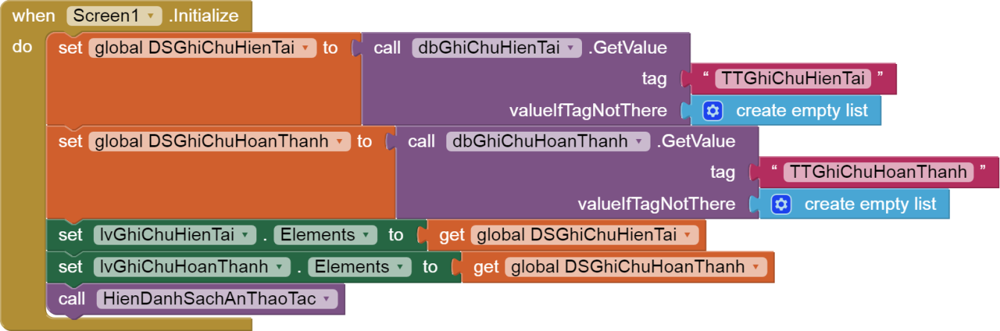 when Screen1 .Initialize
do set global DSGhiChuHienTai to call dbGhiChuHienTai .GetValue
tag “ TTGhiChuHienTai ”
valueIfTagNotThere create empty list
set global DSGhiChuHoanThanh to call dbGhiChuHoanThanh .GetValue
tag “ TTGhiChuHoanThanh ”
valueIfTagNotThere create empty list
set lvGhiChuHienTai . Elements to get global DSGhiChuHienTai
set lvGhiChuHoanThanh . Elements to get global DSGhiChuHoanThanh
call HienDanhSachAnThaoTac